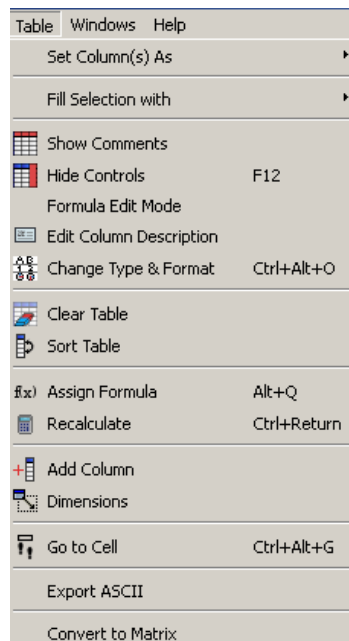 Table Windows Help
Set Column(s) As
Fill Selection with
Show Comments
Hide Controls F12
Formula Edit Mode
Edit Column Description
Change Type & Format Ctrl+Alt+O
Clear Table
Sort Table
f(x) Assign Formula Alt+Q
Recalculate Ctrl+Return
Add Column
Dimensions
Go to Cell Ctrl+Alt+G
Export ASCII
Convert to Matrix